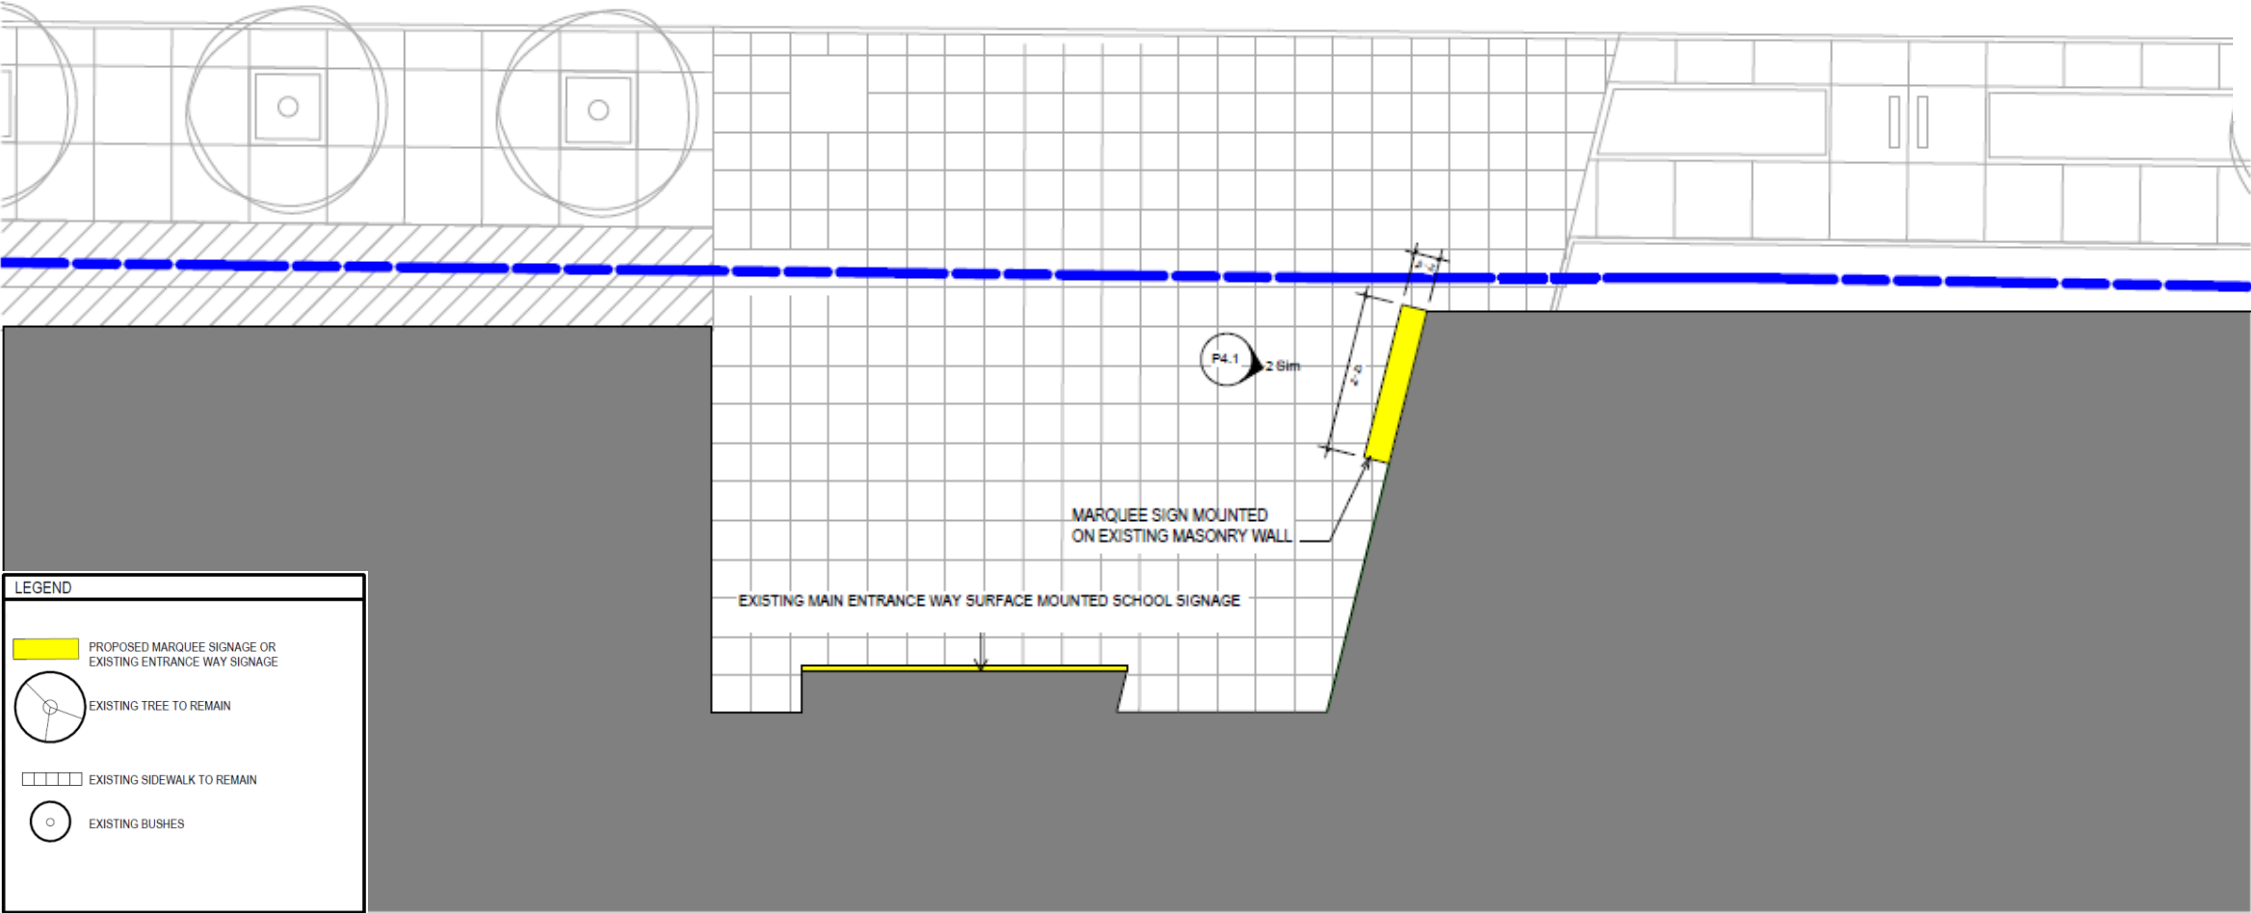 P4.1
2 Sim
MARQUEE SIGN MOUNTED
ON EXISTING MASONRY WALL
EXISTING MAIN ENTRANCE WAY SURFACE MOUNTED SCHOOL SIGNAGE
LEGEND
PROPOSED MARQUEE SIGNAGE OR
EXISTING ENTRANCE WAY SIGNAGE
EXISTING TREE TO REMAIN
EXISTING SIDEWALK TO REMAIN
EXISTING BUSHES